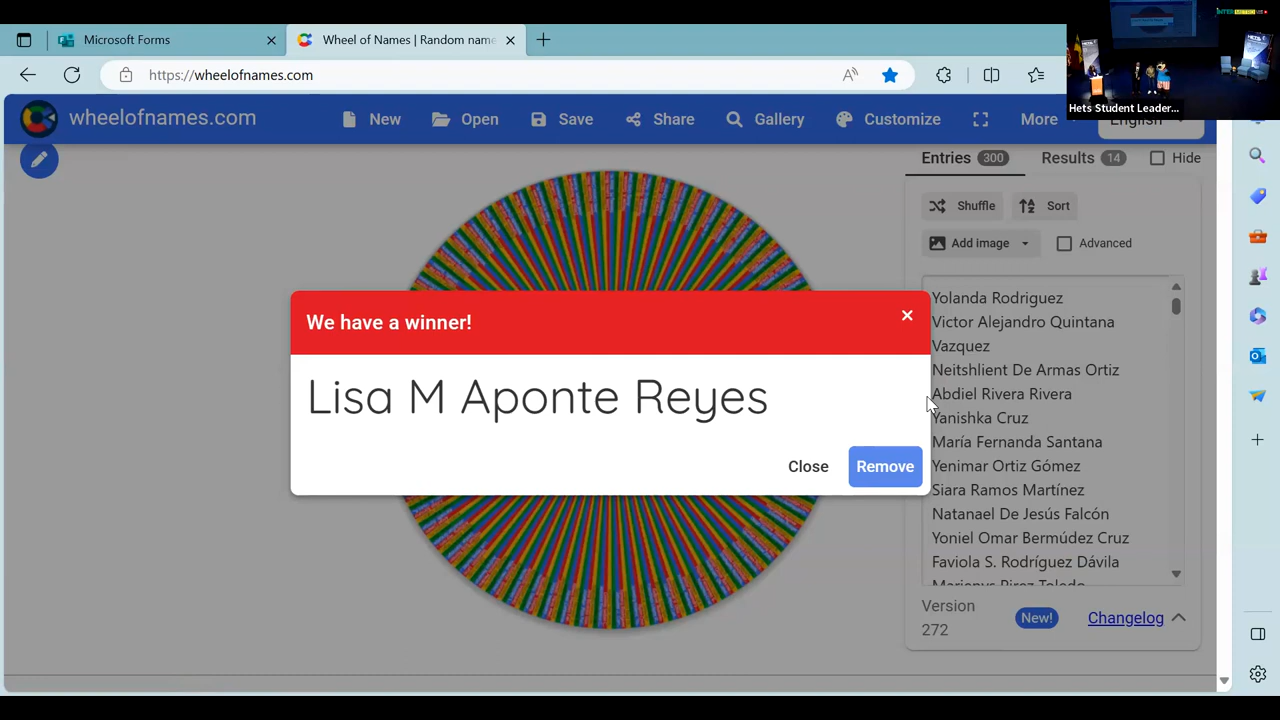 Microsoft Forms
Wheel of Names | Random name
INTER METRO
https://wheelofnames.com
Hets Student Leader...
wheelofnames.com
New
Open
Save
Share
Gallery
Customize
More
English
Entries 300
Results 14
Hide
Shuffle
Sort
Add image
Advanced
We have a winner!
Lisa M Aponte Reyes
Close
Remove
Yolanda Rodriguez
Victor Alejandro Quintana
Vazquez
Neitshlient De Armas Ortiz
Abdiel Rivera Rivera
Yanishka Cruz
María Fernanda Santana
Yenimar Ortiz Gómez
Siara Ramos Martínez
Natanael De Jesús Falcón
Yoniel Omar Bermúdez Cruz
Faviola S. Rodríguez Dávila
Version
272
New!
Changelog